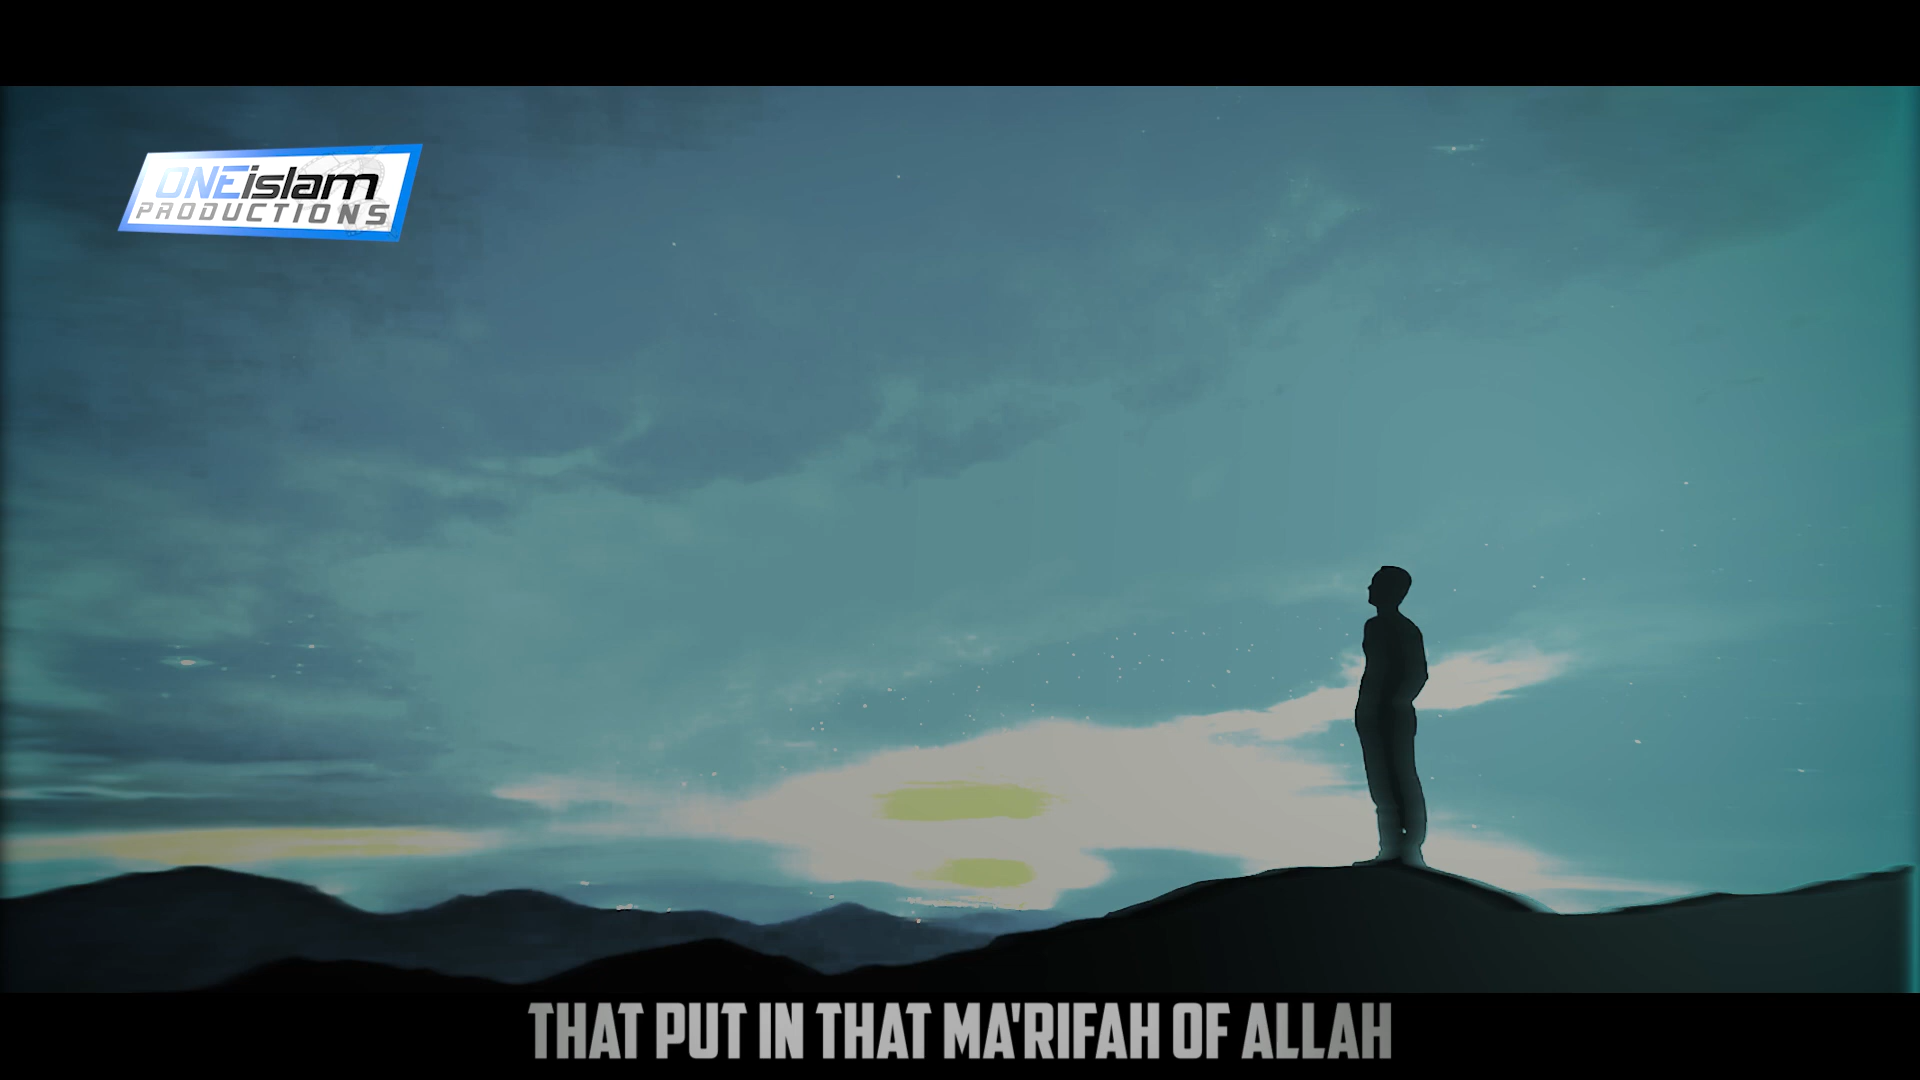 ONEislam
PRODUCTIONS
THAT PUT IN THAT MA'RIFAH OF ALLAH